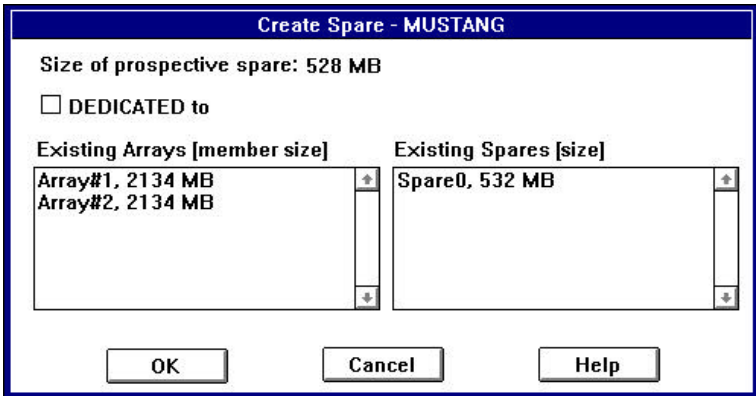 Create Spare - MUSTANG
Size of prospective spare: 528 MB
DEDICATED to
Existing Arrays [member size]
Array#1, 2134 MB
Array#2, 2134 MB
Existing Spares [size]
Spare0, 532 MB
OK
Cancel
Help